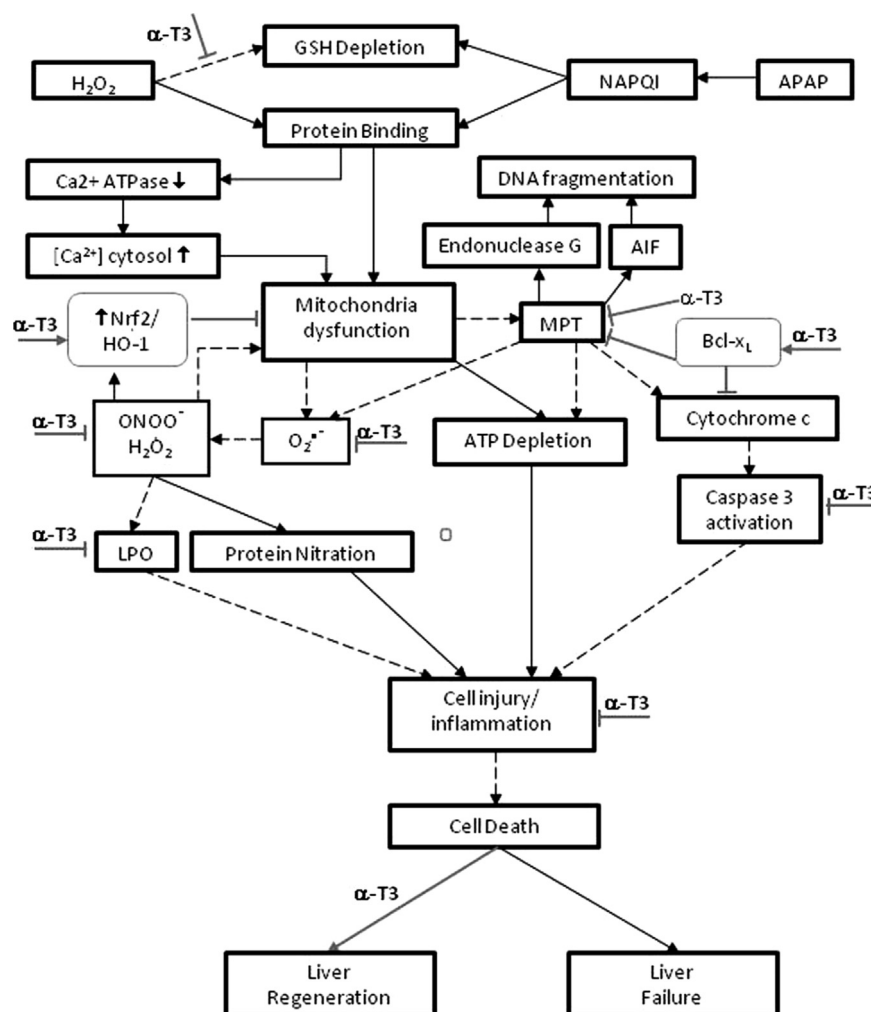 α-T3
GSH Depletion
H₂O₂
NAPQI
APAP
Protein Binding
Ca2+ ATPase ↓
DNA fragmentation
[Ca²⁺] cytosol ↑
Endonuclease G
AIF
α-T3
↑Nrf2/
HO-1
Mitochondria
dysfunction
MPT
α-T3
Bcl-x_L
α-T3
α-T3
ONOO⁻
H₂O₂
O₂•⁻
α-T3
ATP Depletion
Cytochrome c
Caspase 3
activation
α-T3
α-T3
LPO
Protein Nitration
Cell injury/
inflammation
α-T3
Cell Death
α-T3
Liver
Regeneration
Liver
Failure